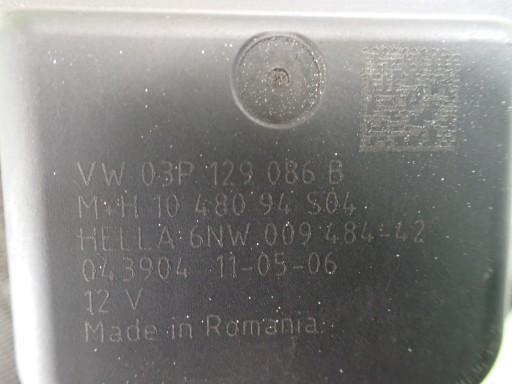 VW 03P 129 086 B
M+H 10 480 94 S04
HELLA 6NW 009 484-42
043904 11-05-06
12 V
Made in Romania